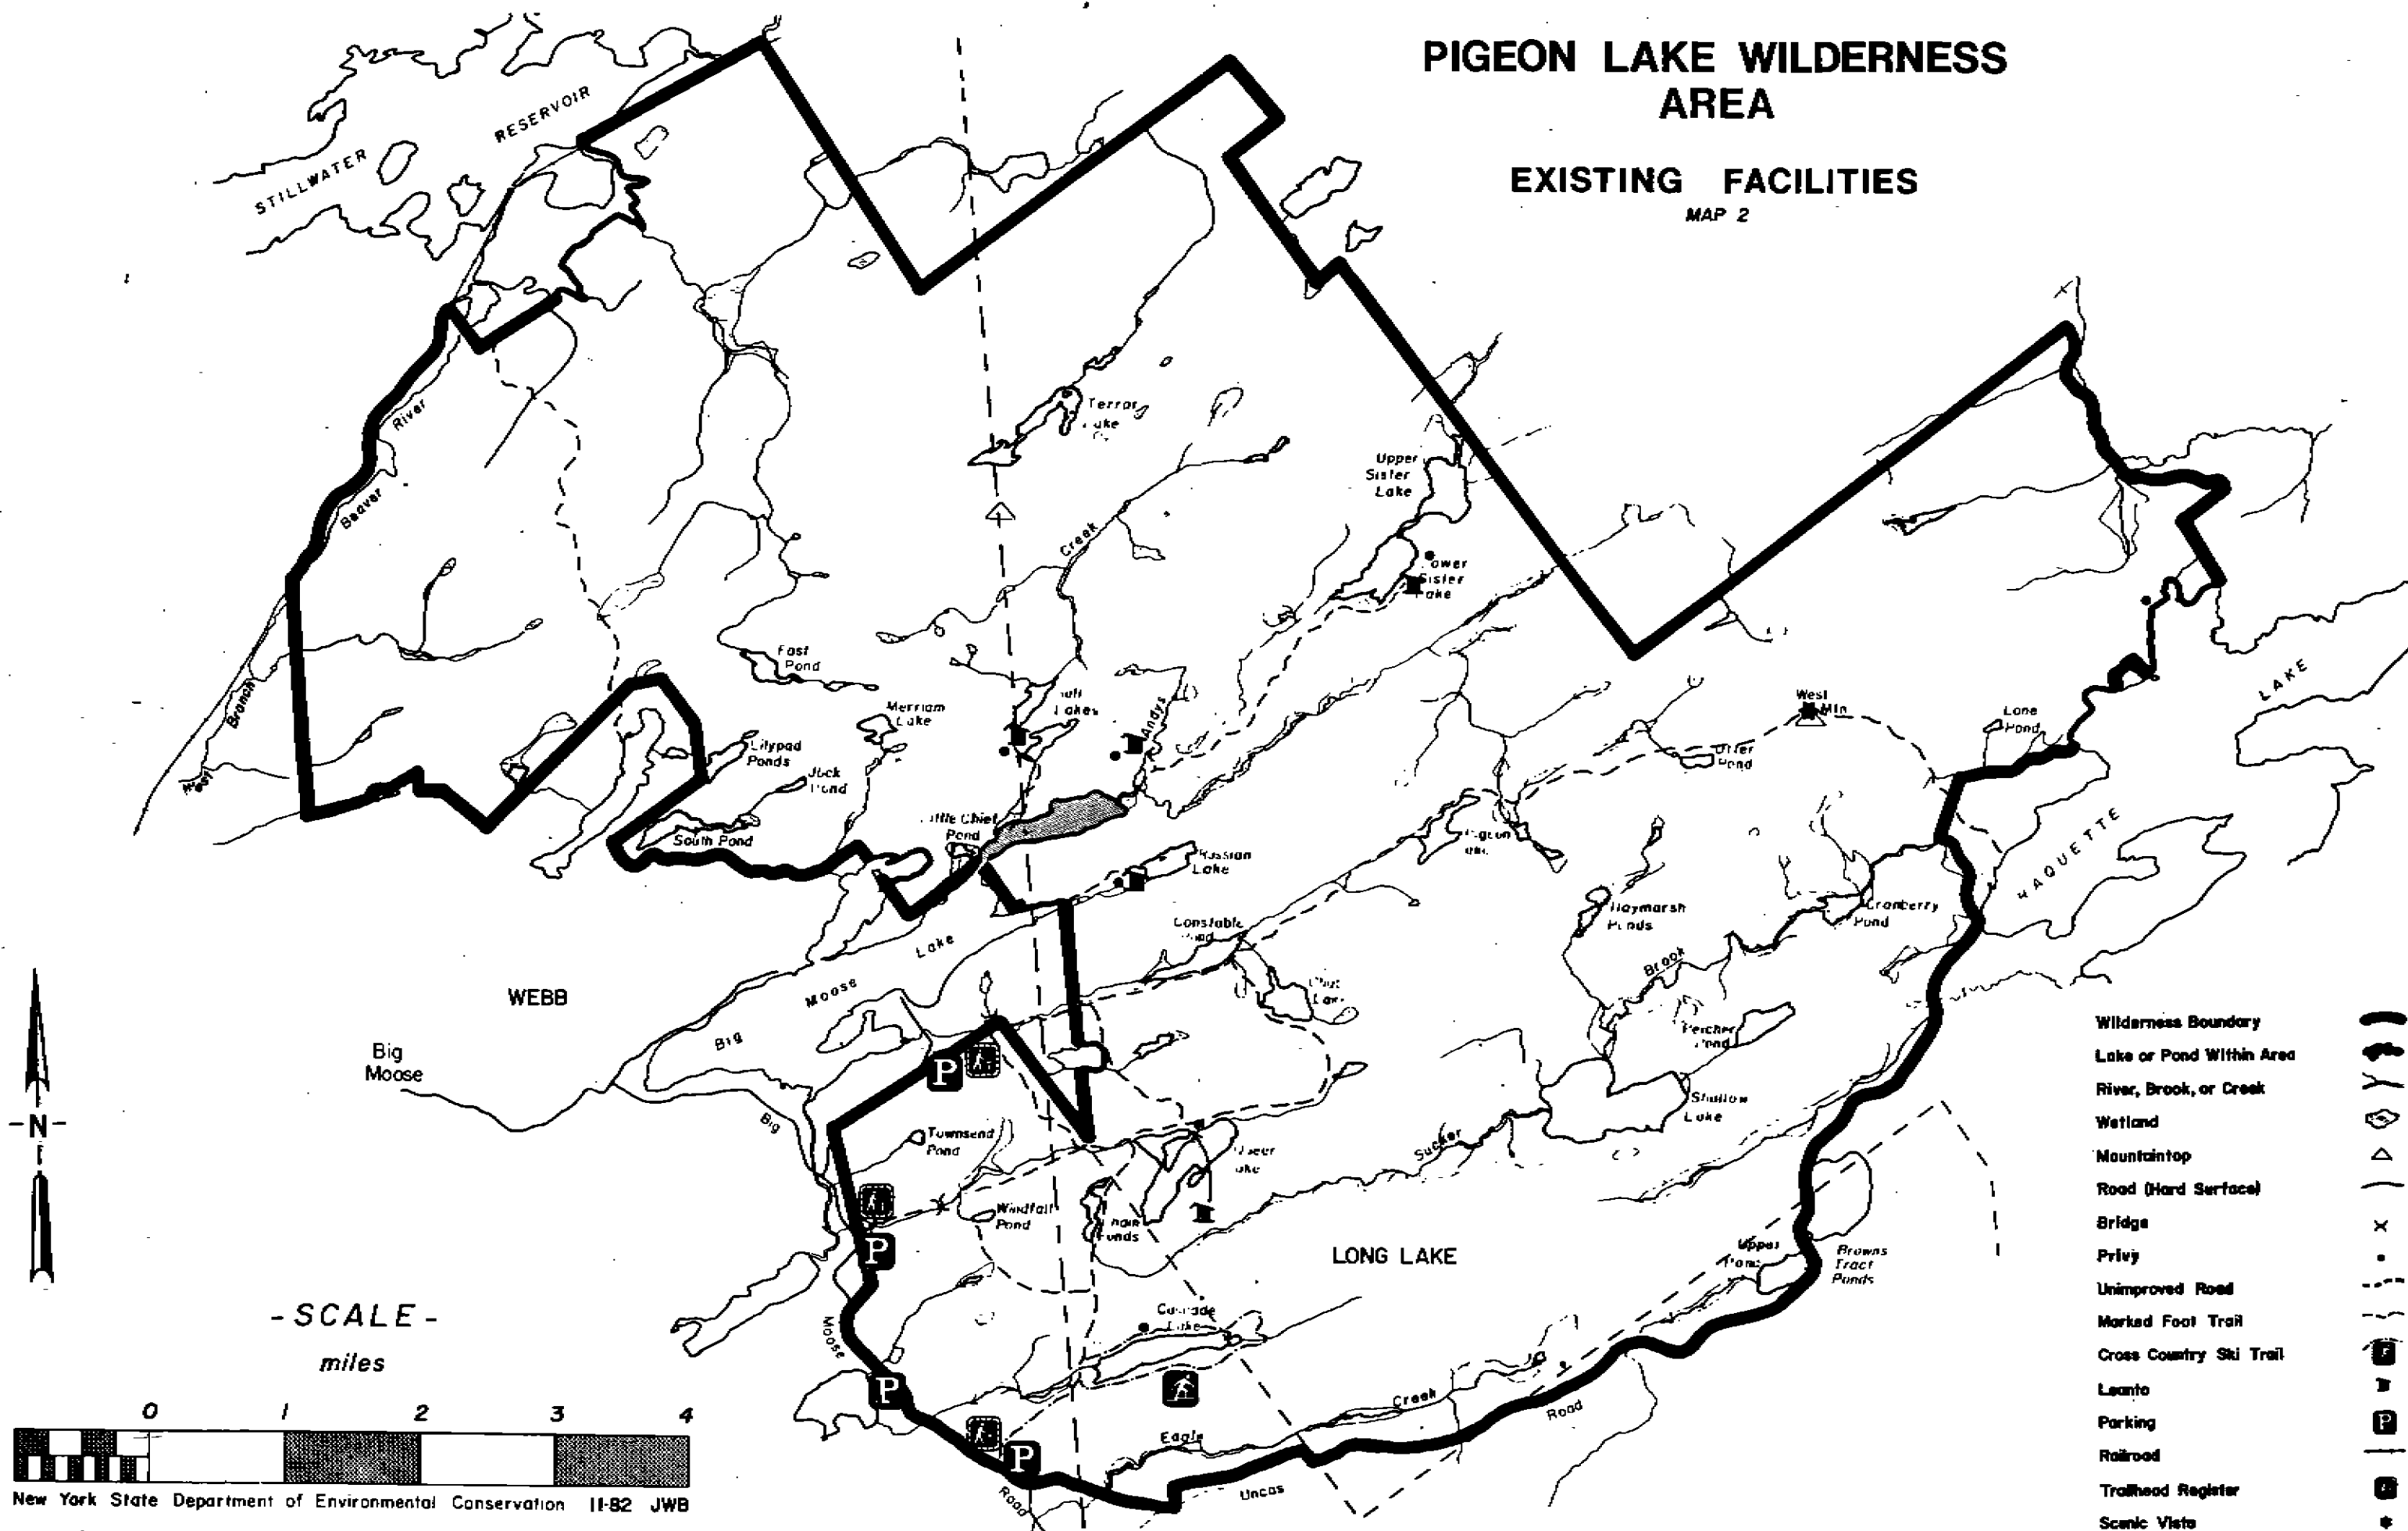 PIGEON LAKE WILDERNESS
AREA
EXISTING FACILITIES
MAP 2
STILLWATER RESERVOIR
River
Beaver
Branch
Terror
Upper
Sister
Lake
Sister
Creek
East
Pond
Merriam
Lake
Lakes
Andys
Lilypad
Ponds
Pond
South Pond
Chief
Pond
Russian
Lake
West
Mtn
Lone
Pond
LAKE
Constable
Ponds
Haymarsh
Cranberry
Pond
Brook
Lake
Moose
Big
WEBB
Big
Moose
Big
Townsend
Pond
Windfall
Pond
Shallow
Lake
Sucker
LONG LAKE
Upper
Browns
Tract
Ponds
Moose
Lake
Creek
Eagle
Road
Uncas
Road
P
P
P
P
-N-
-SCALE-
miles
0 1 2 3 4
New York State Department of Environmental Conservation 11-82 JWB
Wilderness Boundary
Lake or Pond Within Area
River, Brook, or Creek
Wetland
Mountaintop
Road (Hard Surface)
Bridge
Privy
Unimproved Road
Marked Foot Trail
Cross Country Ski Trail
Leanto
Parking P
Railroad
Trailhead Register
Scenic Vista